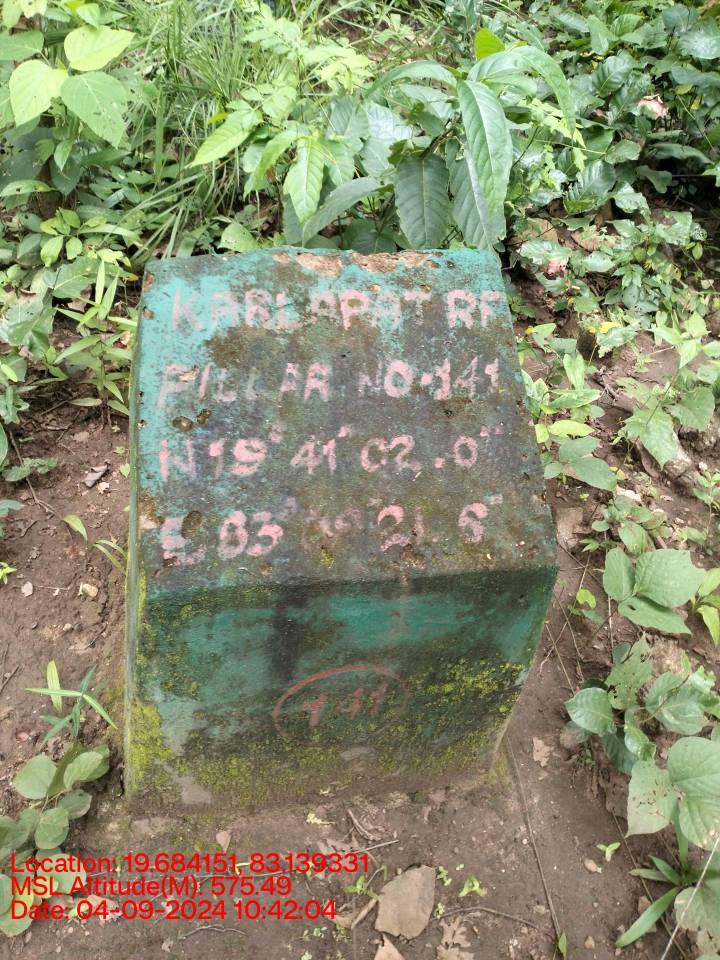 KARLAPAT RF
PILLAR NO-141
N 19° 41' 02.0"
E 83° 21.
141
Location: 19.684151, 83.139331
MSL Altitude(M): 575.49
Date: 04-09-2024 10:42:04